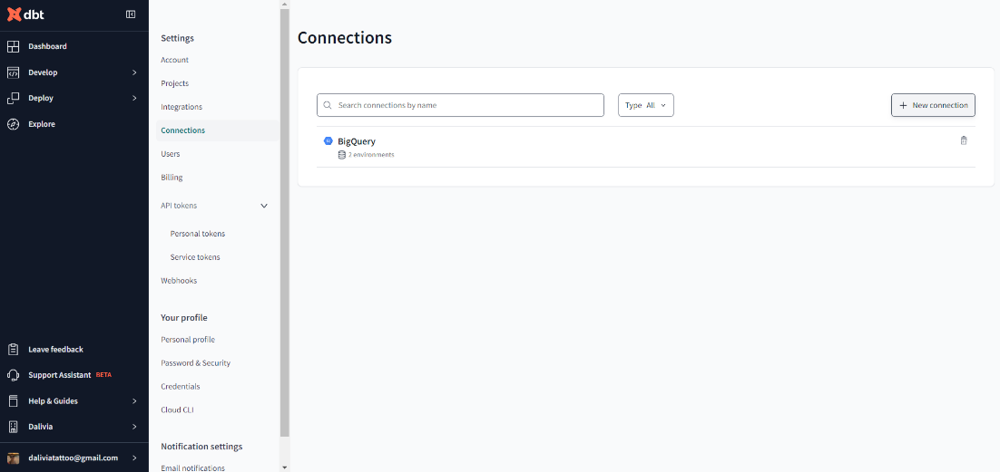 dbt
Dashboard
Develop
Deploy
Explore
Leave feedback
Support Assistant BETA
Help & Guides
Dalivia
daliviatattoo@gmail.com
Settings
Account
Projects
Integrations
Connections
Users
Billing
API tokens
Personal tokens
Service tokens
Webhooks
Your profile
Personal profile
Password & Security
Credentials
Cloud CLI
Notification settings
Email notifications
Connections
Search connections by name
Type All
New connection
BigQuery
2 environments